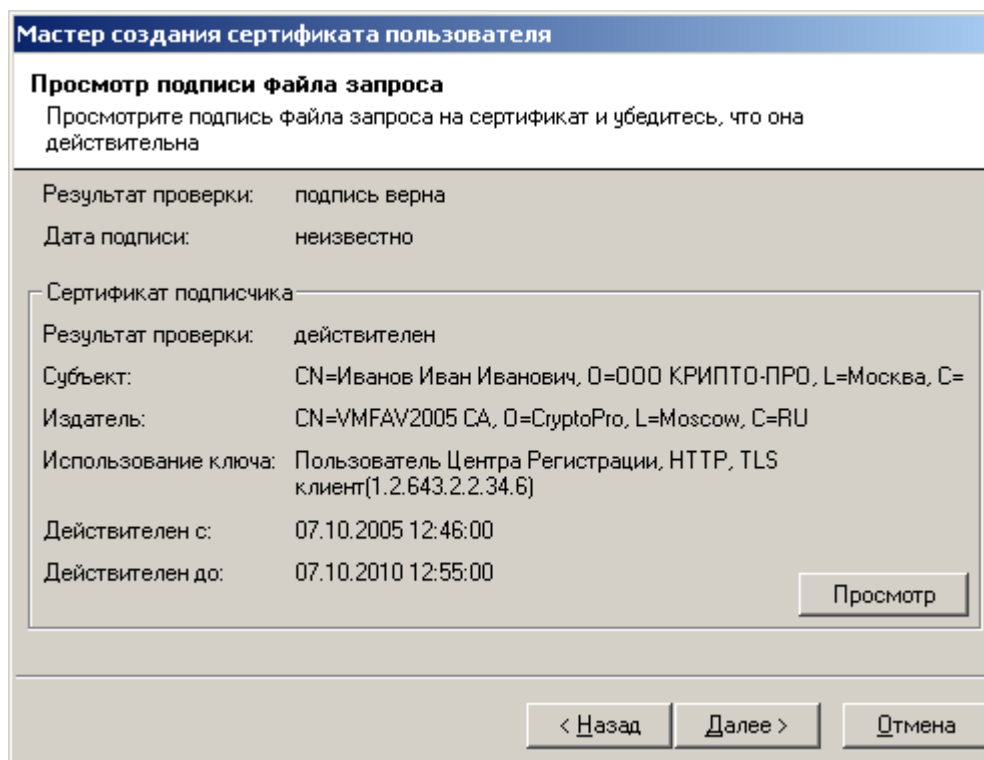 Мастер создания сертификата пользователя
Просмотр подписи файла запроса
Просмотрите подпись файла запроса на сертификат и убедитесь, что она
действительна
Результат проверки: подпись верна
Дата подписи: неизвестно
Сертификат подписчика
Результат проверки: действителен
Субъект: CN=Иванов Иван Иванович, O=ООО КРИПТО-ПРО, L=Москва, C=
Издатель: CN=VMFAV2005 CA, O=CryptoPro, L=Moscow, C=RU
Использование ключа: Пользователь Центра Регистрации, HTTP, TLS
клиент(1.2.643.2.2.34.6)
Действителен с: 07.10.2005 12:46:00
Действителен до: 07.10.2010 12:55:00
Просмотр
< Назад Далее > Отмена